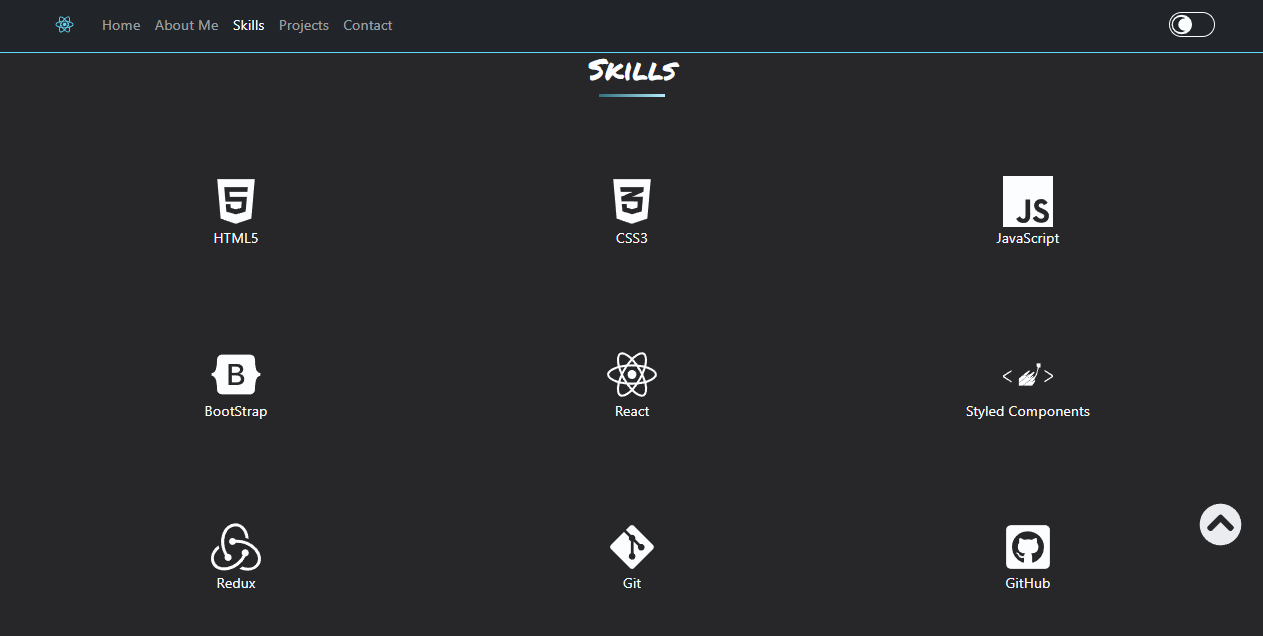 Home About Me Skills Projects Contact
Skills
5 3 JS
HTML5 CSS3 JavaScript
B
BootStrap React Styled Components
< >
Redux Git GitHub